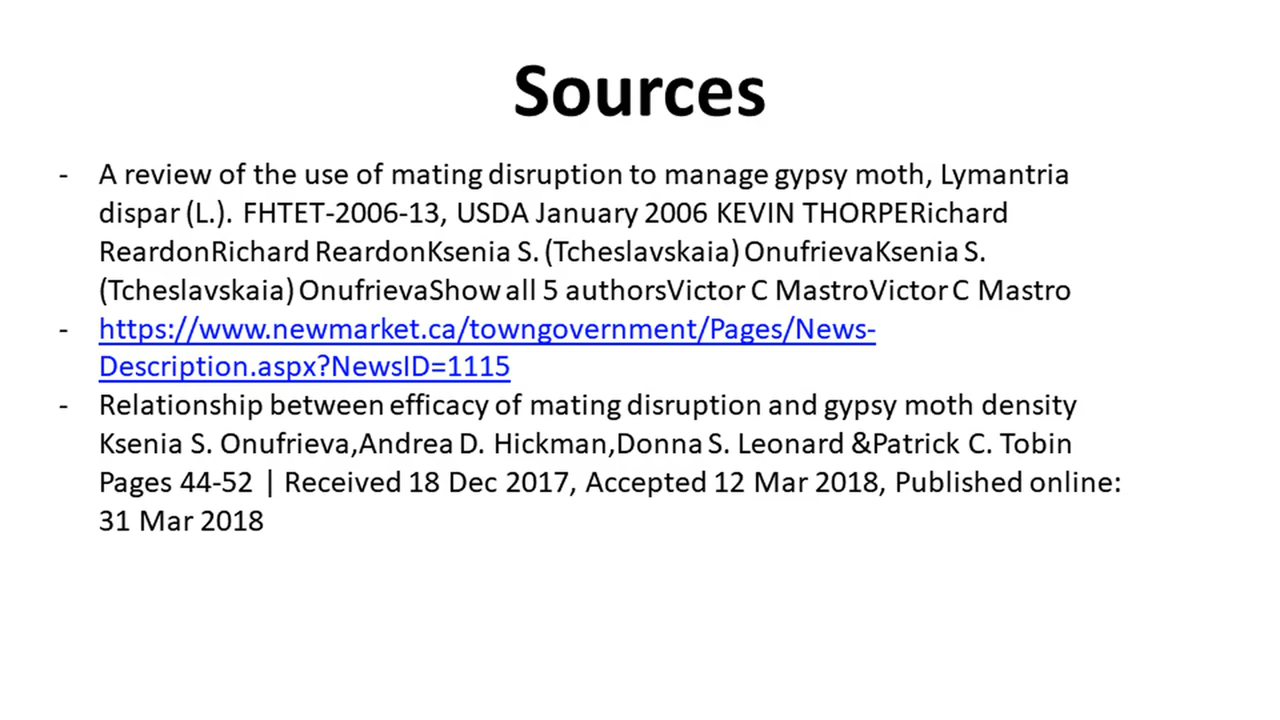 Sources
- A review of the use of mating disruption to manage gypsy moth, Lymantria
dispar (L.). FHTET-2006-13, USDA January 2006 KEVIN THORPERichard
ReardonRichard ReardonKsenia S. (Tcheslavskaia) OnufrievaKsenia S.
(Tcheslavskaia) OnufrievaShow all 5 authorsVictor C MastroVictor C Mastro
- https://www.newmarket.ca/towngovernment/Pages/News-
Description.aspx?NewsID=1115
- Relationship between efficacy of mating disruption and gypsy moth density
Ksenia S. Onufrieva,Andrea D. Hickman,Donna S. Leonard &Patrick C. Tobin
Pages 44-52 | Received 18 Dec 2017, Accepted 12 Mar 2018, Published online:
31 Mar 2018